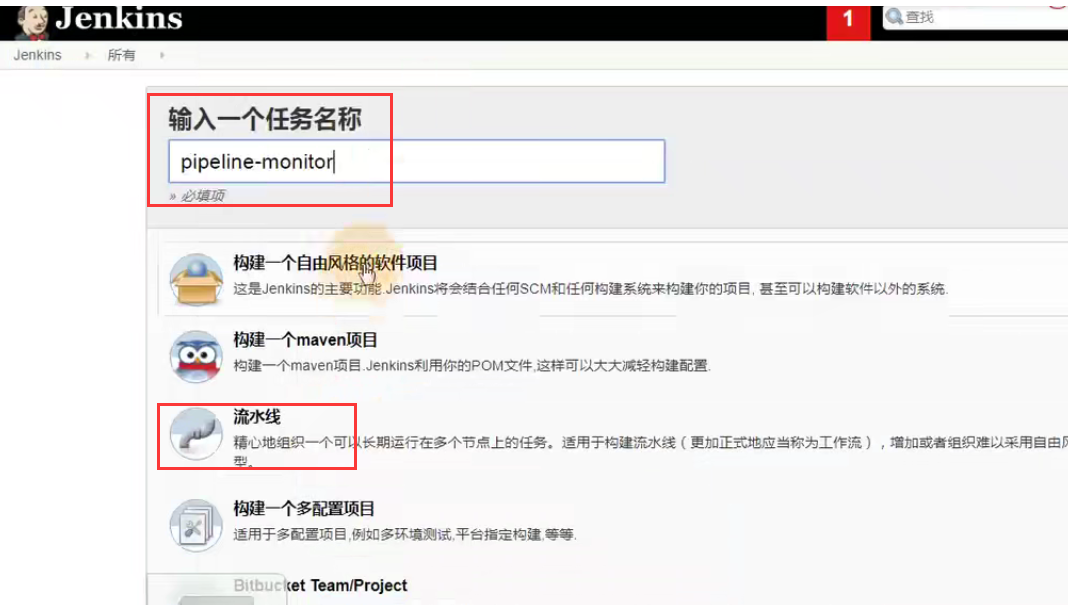 Jenkins
1
查找
Jenkins
所有
输入一个任务名称
pipeline-monitor
» 必填项
构建一个自由风格的软件项目
这是Jenkins的主要功能.Jenkins将会结合任何SCM和任何构建系统来构建你的项目, 甚至可以构建软件以外的系统.
构建一个maven项目
构建一个maven项目.Jenkins利用你的POM文件,这样可以大大减轻构建配置.
流水线
精心地组织一个可以长期运行在多个节点上的任务。适用于构建流水线（更加正式地应当称为工作流），增加或者组织难以采用自由风
型。
构建一个多配置项目
适用于多配置项目,例如多环境测试,平台指定构建,等等.
Bitbucket Team/Project